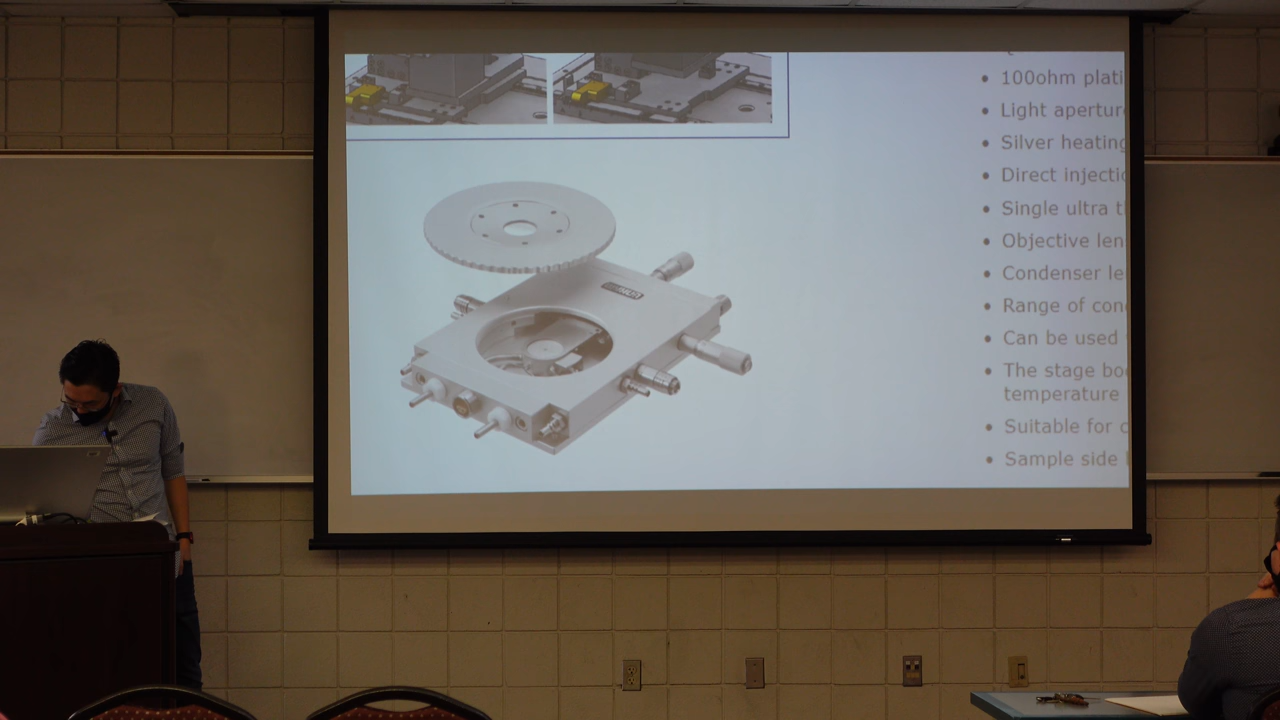 100ohm plati
Light apertur
Silver heating
Direct injectio
Single ultra t
Objective len
Condenser le
Range of con
Can be used
The stage bo
temperature
Suitable for c
Sample side